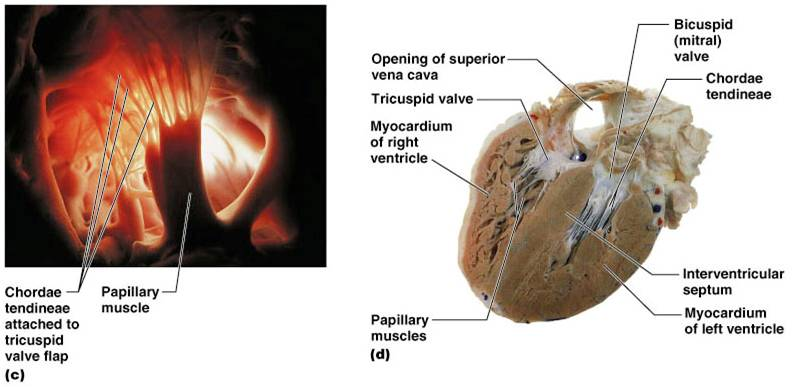 Chordae
tendineae
attached to
tricuspid
valve flap
Papillary
muscle
(c)
Opening of superior
vena cava
Tricuspid valve
Myocardium
of right
ventricle
Papillary
muscles
(d)
Bicuspid
(mitral)
valve
Chordae
tendineae
Interventricular
septum
Myocardium
of left ventricle